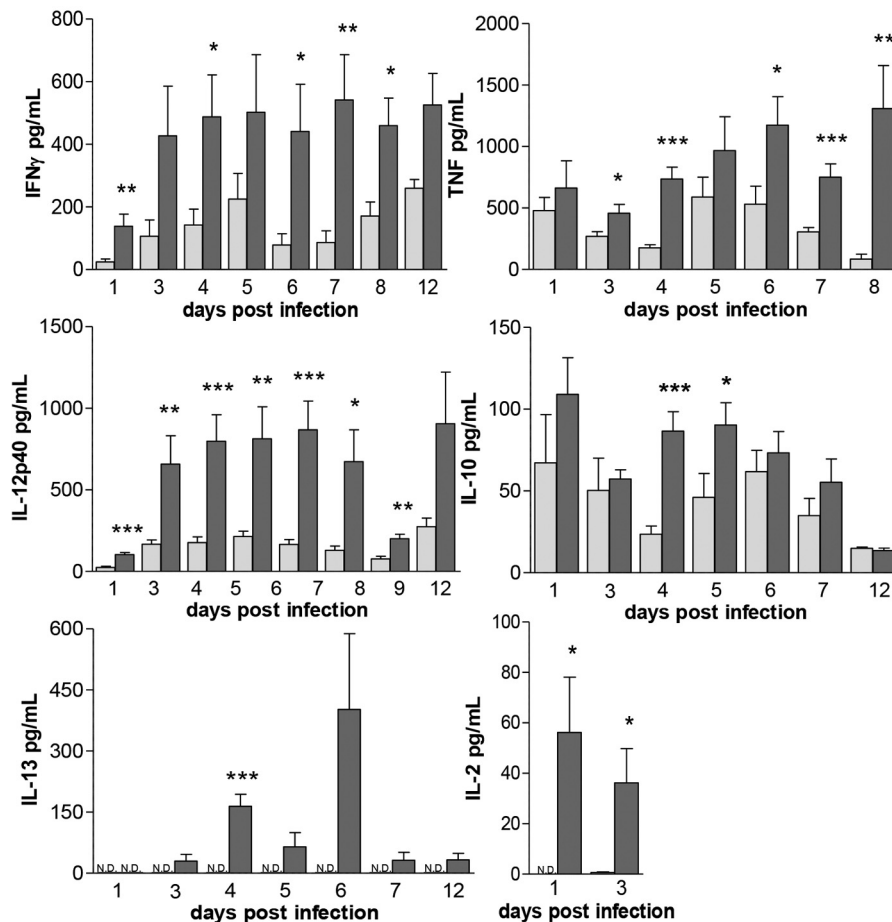 IFNγ pg/mL
800
600
400
200
0
** * * ** *
1 3 4 5 6 7 8 12
days post infection
TNF pg/mL
2000
1500
1000
500
0
* *** * *** **
1 3 4 5 6 7 8
days post infection
IL-12p40 pg/mL
1500
1000
500
0
*** ** *** ** *** * **
1 3 4 5 6 7 8 9 12
days post infection
IL-10 pg/mL
150
100
50
0
*** *
1 3 4 5 6 7 12
days post infection
IL-13 pg/mL
600
450
300
150
0
***
N.D. N.D. N.D. N.D. N.D. N.D. N.D. N.D.
1 3 4 5 6 7 12
days post infection
IL-2 pg/mL
100
80
60
40
20
0
* *
N.D.
1 3
days post infection